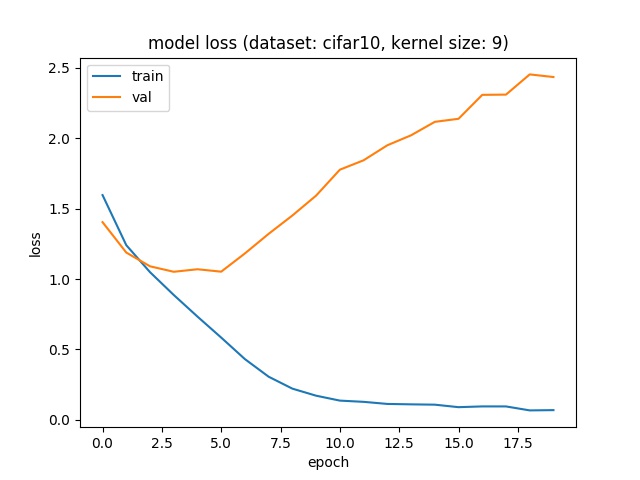 model loss (dataset: cifar10, kernel size: 9)
train
val
loss
2.5
2.0
1.5
1.0
0.5
0.0
0.0 2.5 5.0 7.5 10.0 12.5 15.0 17.5
epoch